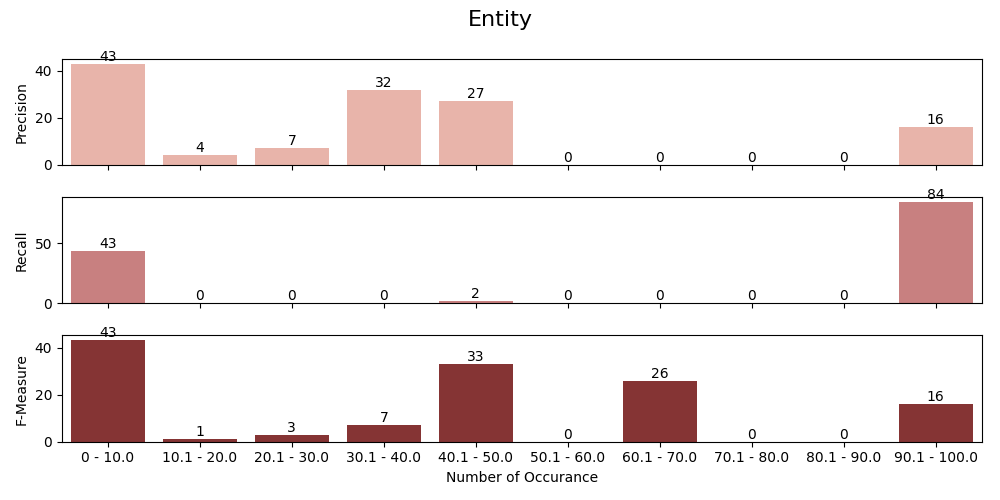 Entity
Precision
40
20
0
43
4
7
32
27
0
0
0
0
16
Recall
50
0
43
0
0
0
2
0
0
0
0
84
F-Measure
40
20
0
43
1
3
7
33
0
26
0
0
16
0 - 10.0
10.1 - 20.0
20.1 - 30.0
30.1 - 40.0
40.1 - 50.0
50.1 - 60.0
60.1 - 70.0
70.1 - 80.0
80.1 - 90.0
90.1 - 100.0
Number of Occurance